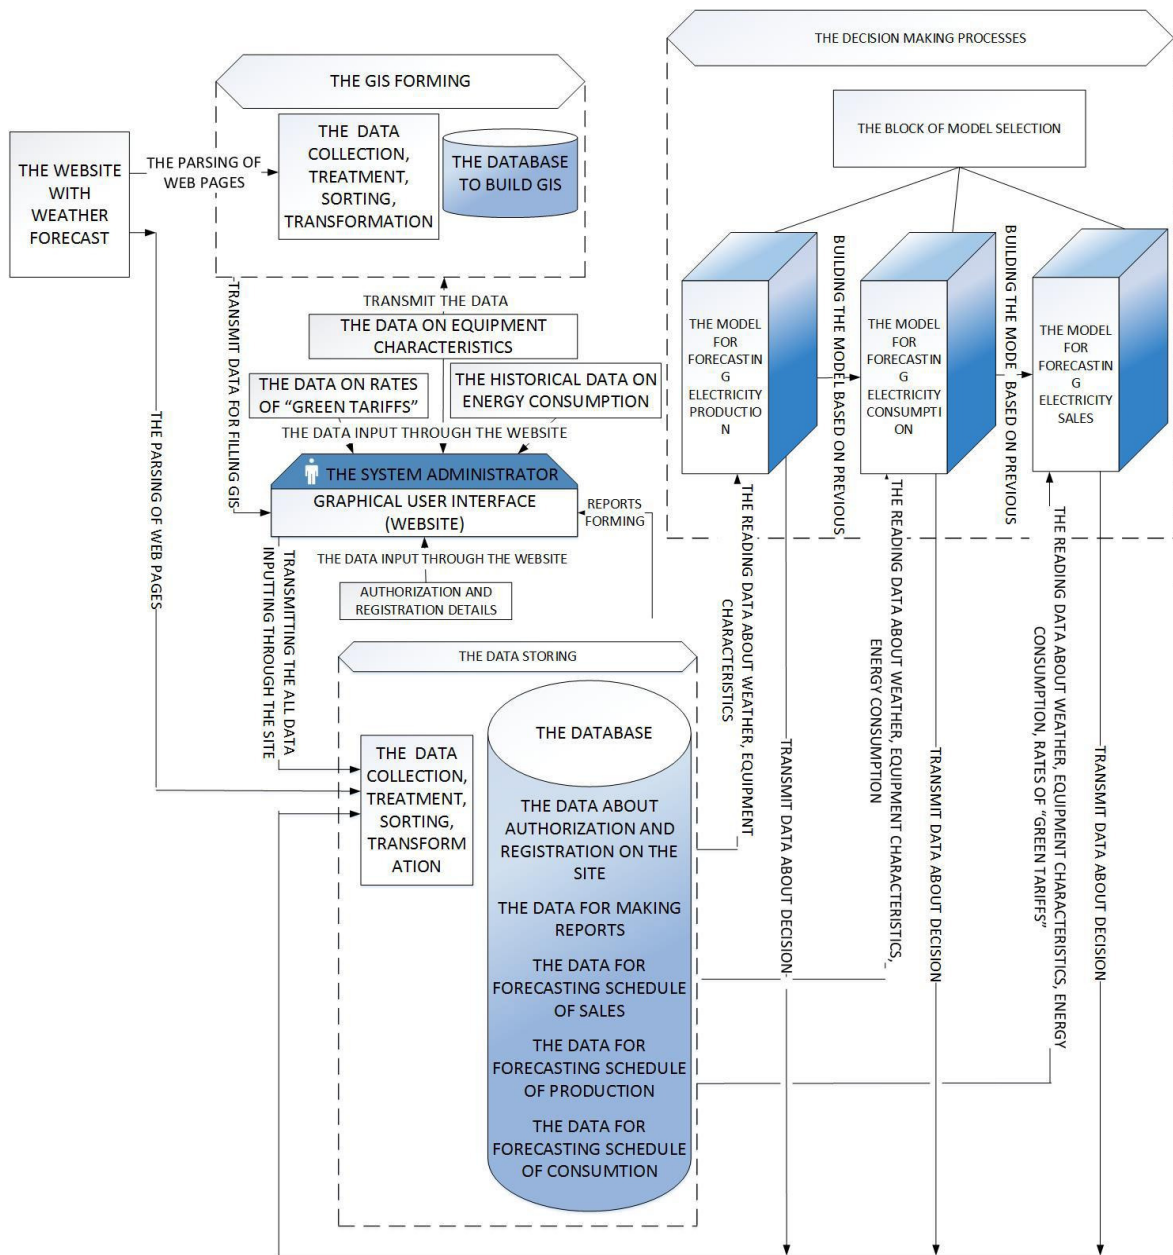 THE DECISION MAKING PROCESSES
THE GIS FORMING
THE BLOCK OF MODEL SELECTION
THE WEBSITE
WITH
WEATHER
FORECAST
THE PARSING OF
WEB PAGES
THE DATA
COLLECTION,
TREATMENT,
SORTING,
TRANSFORMATION
THE DATABASE
TO BUILD GIS
THE PARSING OF WEB PAGES
TRANSMIT DATA FOR FILLING GIS
TRANSMIT THE DATA
THE DATA ON EQUIPMENT
CHARACTERISTICS
THE DATA ON RATES
OF “GREEN TARIFFS”
THE HISTORICAL DATA ON
ENERGY CONSUMPTION
THE DATA INPUT THROUGH THE WEBSITE
THE SYSTEM ADMINISTRATOR
GRAPHICAL USER INTERFACE
(WEBSITE)
REPORTS
FORMING
THE DATA INPUT THROUGH THE WEBSITE
AUTHORIZATION AND
REGISTRATION DETAILS
TRANSMITTING THE ALL DATA
INPUTTING THROUGH THE SITE
THE MODEL
FOR
FORECASTIN
G
ELECTRICITY
PRODUCTIO
N
BUILDING THE MODEL BASED ON PREVIOUS
THE MODEL
FOR
FORECASTIN
G
ELECTRICITY
CONSUMPTI
ON
BUILDING THE MODE BASED ON PREVIOUS
THE MODEL
FOR
FORECASTIN
G
ELECTRICITY
SALES
THE READING DATA ABOUT WEATHER, EQUIPMENT
CHARACTERISTICS
TRANSMIT DATA ABOUT DECISION
THE READING DATA ABOUT WEATHER, EQUIPMENT CHARACTERISTICS,
ENERGY CONSUMPTION
TRANSMIT DATA ABOUT DECISION
THE READING DATA ABOUT WEATHER, EQUIPMENT CHARACTERISTICS, ENERGY
CONSUMPTION, RATES OF “GREEN TARIFFS”
TRANSMIT DATA ABOUT DECISION
THE DATA STORING
THE DATA
COLLECTION,
TREATMENT,
SORTING,
TRANSFORM
ATION
THE DATABASE
THE DATA ABOUT
AUTHORIZATION AND
REGISTRATION ON THE
SITE
THE DATA FOR MAKING
REPORTS
THE DATA FOR
FORECASTING SCHEDULE
OF SALES
THE DATA FOR
FORECASTING SCHEDULE
OF PRODUCTION
THE DATA FOR
FORECASTING SCHEDULE
OF CONSUMTION